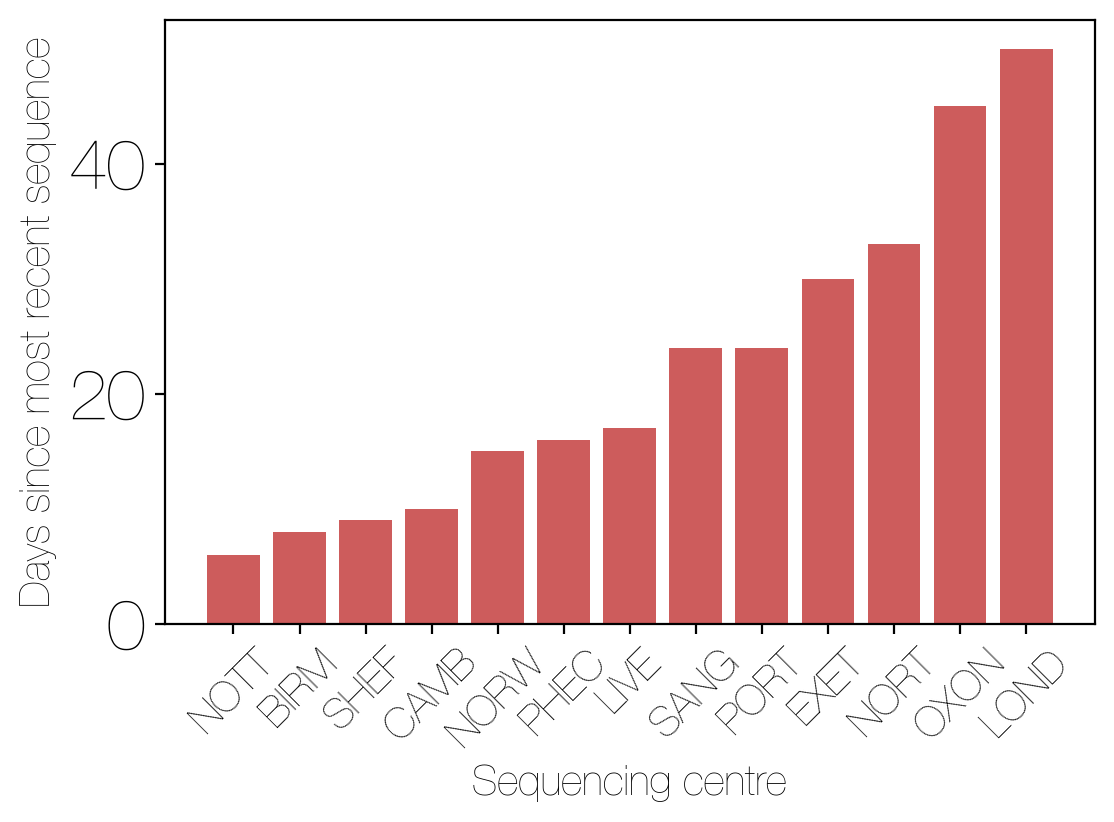 Days since most recent sequence
40
20
0
NOTT
BIRM
SHEF
CAMB
NORW
PHEC
LIVE
SANG
PORT
EXET
NORT
OXON
LOND
Sequencing centre